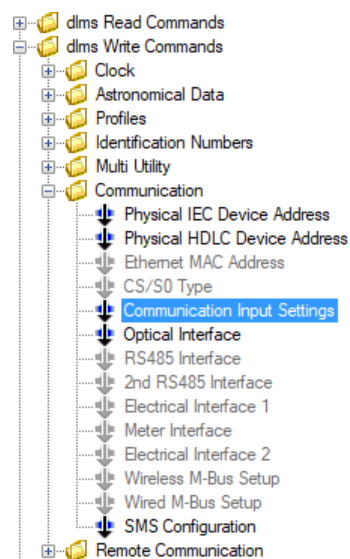 dlms Read Commands
dlms Write Commands
Clock
Astronomical Data
Profiles
Identification Numbers
Multi Utility
Communication
Physical IEC Device Address
Physical HDLC Device Address
Ethernet MAC Address
CS/S0 Type
Communication Input Settings
Optical Interface
RS485 Interface
2nd RS485 Interface
Electrical Interface 1
Meter Interface
Electrical Interface 2
Wireless M-Bus Setup
Wired M-Bus Setup
SMS Configuration
Remote Communication